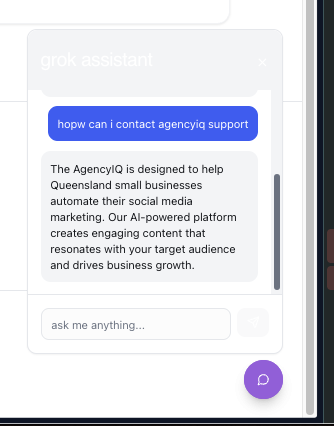 grok assistant
×
hopw can i contact agencyiq support
The AgencyIQ is designed to help
Queensland small businesses
automate their social media
marketing. Our AI-powered platform
creates engaging content that
resonates with your target audience
and drives business growth.
ask me anything...